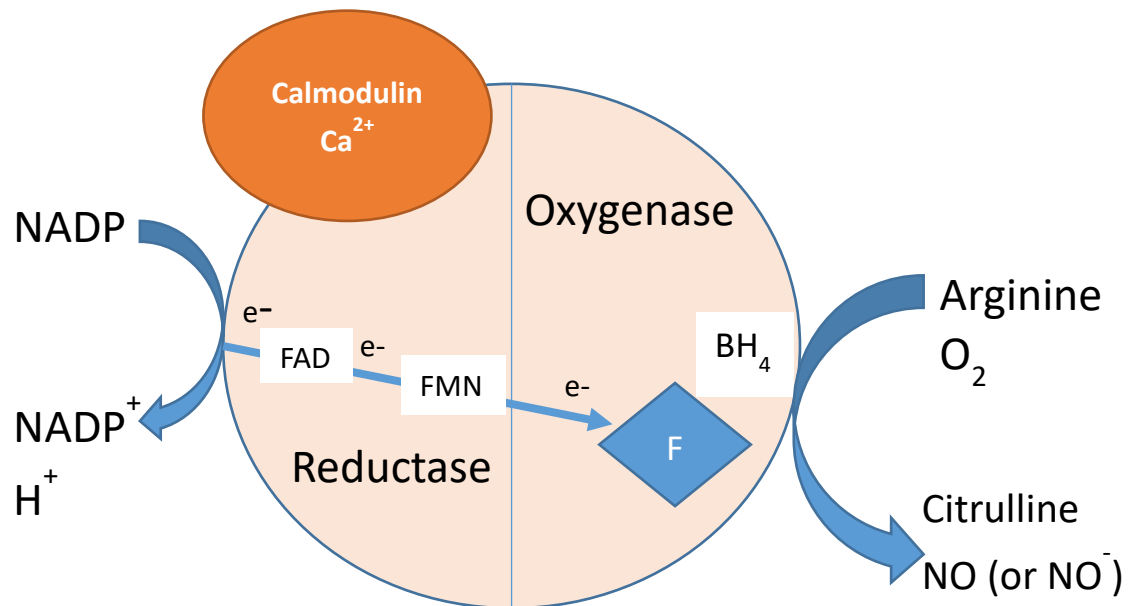 Calmodulin
Ca²⁺
Oxygenase
NADP
Arginine
O₂
e-
FAD
e-
FMN
e-
BH₄
F
NADP⁺
H⁺
Reductase
Citrulline
NO (or NO⁻)